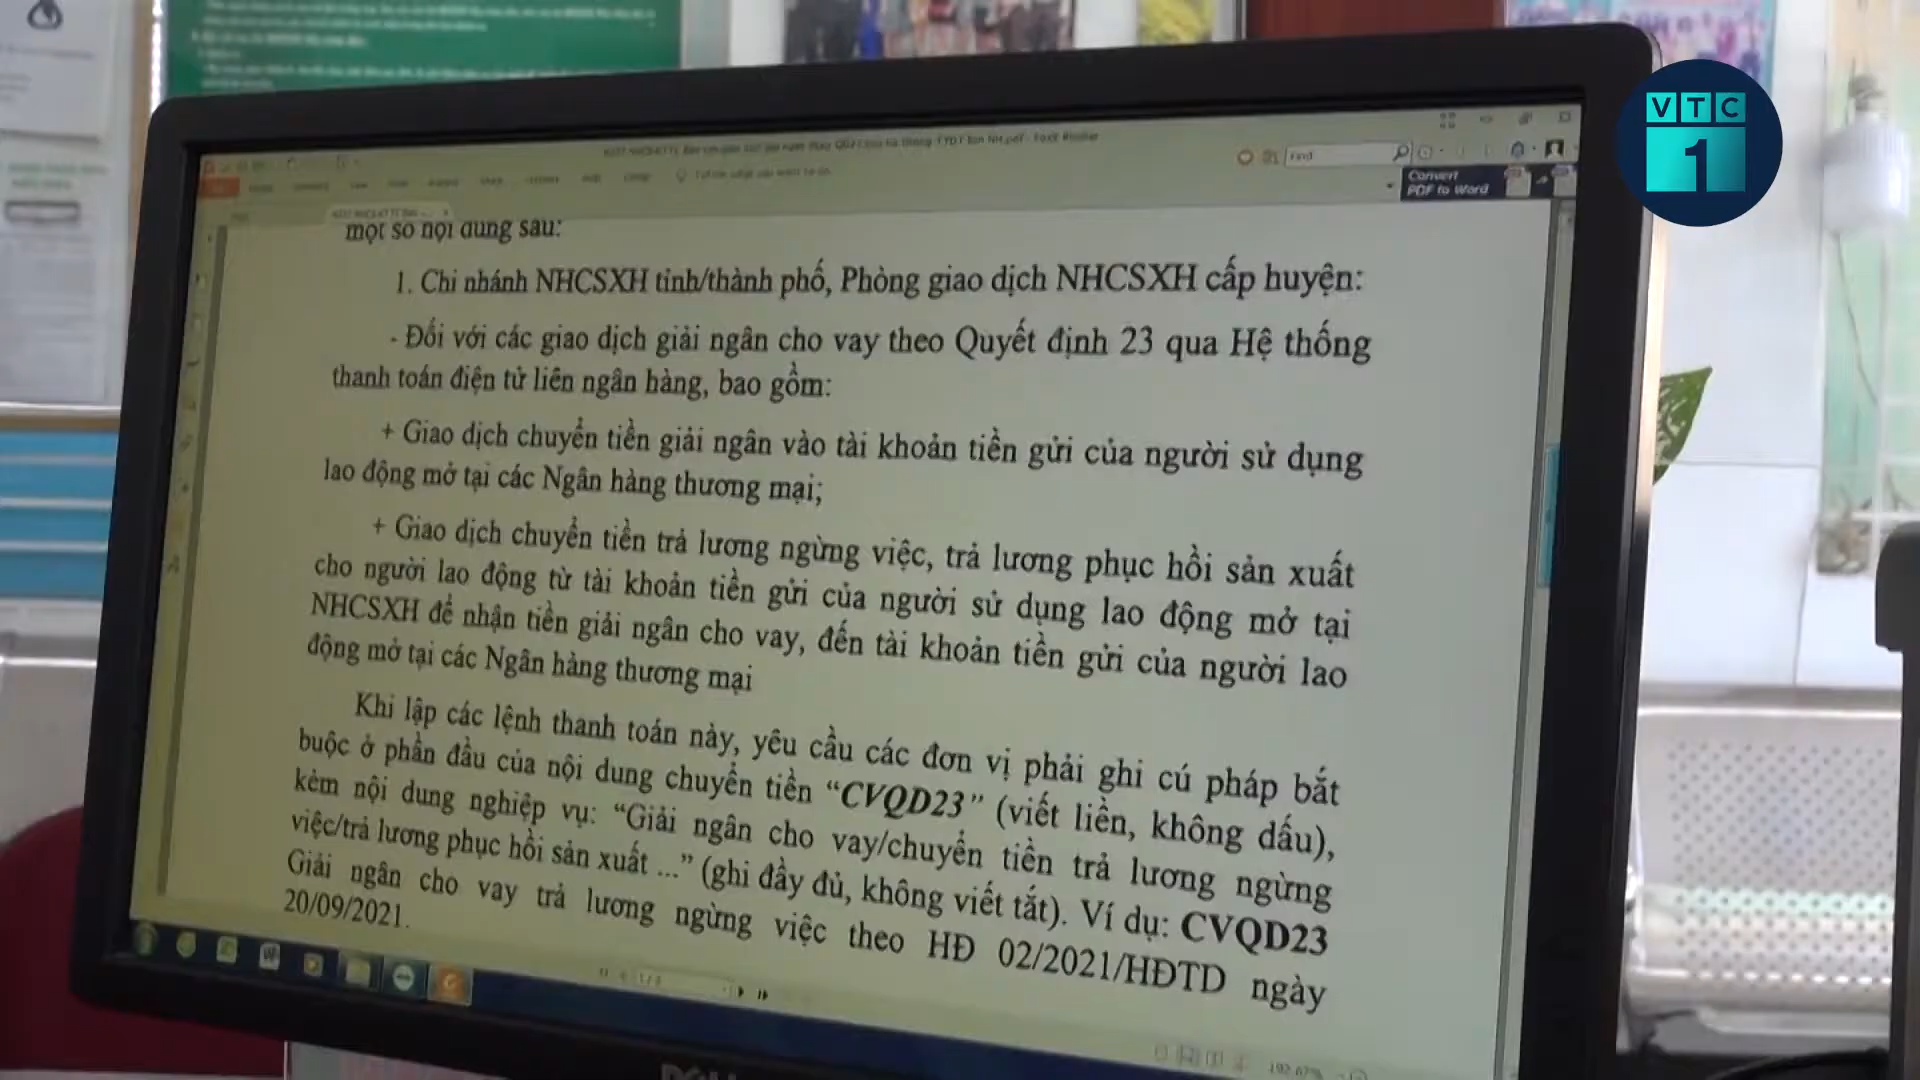 VTC
1
Find
Convert
PDF to Word
một số nội dung sau:
1. Chi nhánh NHCSXH tỉnh/thành phố, Phòng giao dịch NHCSXH cấp huyện:
- Đối với các giao dịch giải ngân cho vay theo Quyết định 23 qua Hệ thống
thanh toán điện tử liên ngân hàng, bao gồm:
+ Giao dịch chuyển tiền giải ngân vào tài khoản tiền gửi của người sử dụng
lao động mở tại các Ngân hàng thương mại;
+ Giao dịch chuyển tiền trả lương ngừng việc, trả lương phục hồi sản xuất
cho người lao động từ tài khoản tiền gửi của người sử dụng lao động mở tại
NHCSXH để nhận tiền giải ngân cho vay, đến tài khoản tiền gửi của người lao
động mở tại các Ngân hàng thương mại
Khi lập các lệnh thanh toán này, yêu cầu các đơn vị phải ghi cú pháp bắt
buộc ở phần đầu của nội dung chuyển tiền “CVQD23” (viết liền, không dấu),
kèm nội dung nghiệp vụ: “Giải ngân cho vay/chuyển tiền trả lương ngừng
việc/trả lương phục hồi sản xuất ...” (ghi đầy đủ, không viết tắt). Ví dụ: CVQD23
Giải ngân cho vay trả lương ngừng việc theo HĐ 02/2021/HĐTD ngày
20/09/2021.